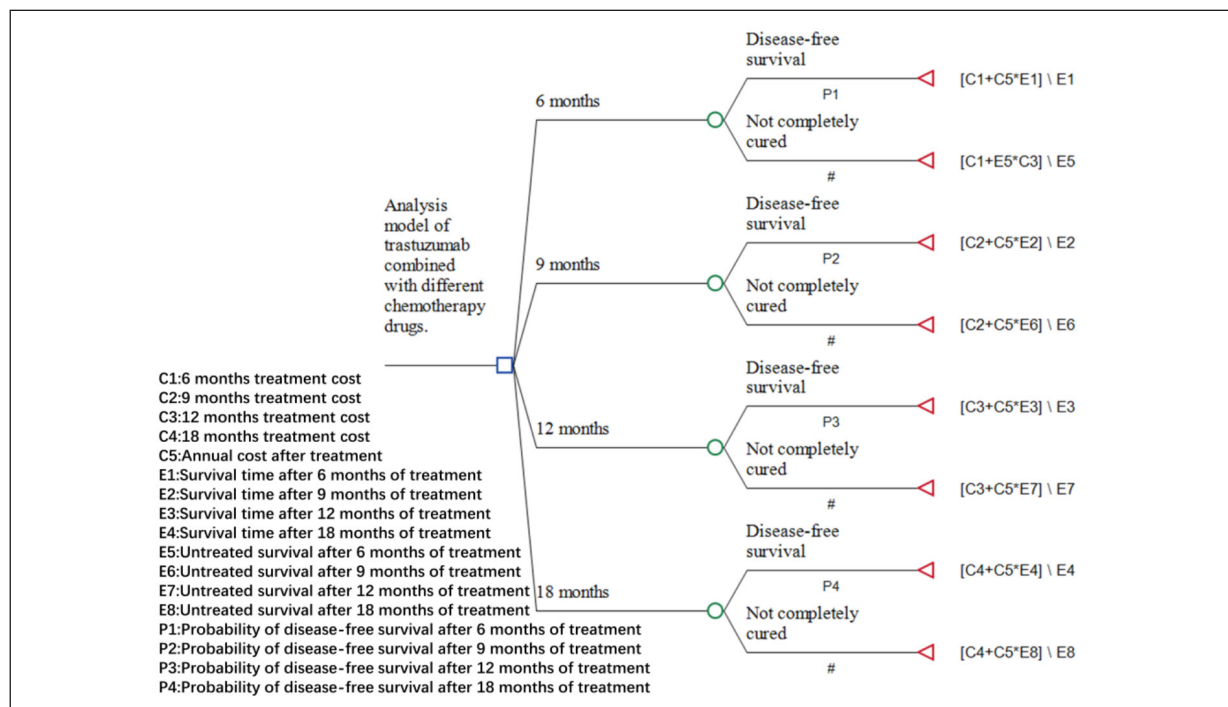 Disease-free
survival
P1
[C1+C5*E1] \ E1
6 months
Not completely
cured
#
[C1+E5*C3] \ E5
Disease-free
survival
P2
[C2+C5*E2] \ E2
9 months
Not completely
cured
#
[C2+C5*E6] \ E6
Analysis
model of
trastuzumab
combined
with different
chemotherapy
drugs.
Disease-free
survival
P3
[C3+C5*E3] \ E3
12 months
Not completely
cured
#
[C3+C5*E7] \ E7
Disease-free
survival
P4
[C4+C5*E4] \ E4
18 months
Not completely
cured
#
[C4+C5*E8] \ E8
C1:6 months treatment cost
C2:9 months treatment cost
C3:12 months treatment cost
C4:18 months treatment cost
C5:Annual cost after treatment
E1:Survival time after 6 months of treatment
E2:Survival time after 9 months of treatment
E3:Survival time after 12 months of treatment
E4:Survival time after 18 months of treatment
E5:Untreated survival after 6 months of treatment
E6:Untreated survival after 9 months of treatment
E7:Untreated survival after 12 months of treatment
E8:Untreated survival after 18 months of treatment
P1:Probability of disease-free survival after 6 months of treatment
P2:Probability of disease-free survival after 9 months of treatment
P3:Probability of disease-free survival after 12 months of treatment
P4:Probability of disease-free survival after 18 months of treatment